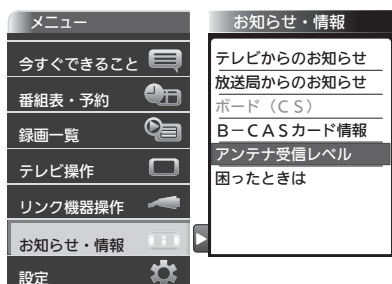 メニュー
今すぐできること
番組表・予約
録画一覧
テレビ操作
リンク機器操作
お知らせ・情報
設定
お知らせ・情報
テレビからのお知らせ
放送局からのお知らせ
ボード（ＣＳ）
Ｂ－ＣＡＳカード情報
アンテナ受信レベル
困ったときは